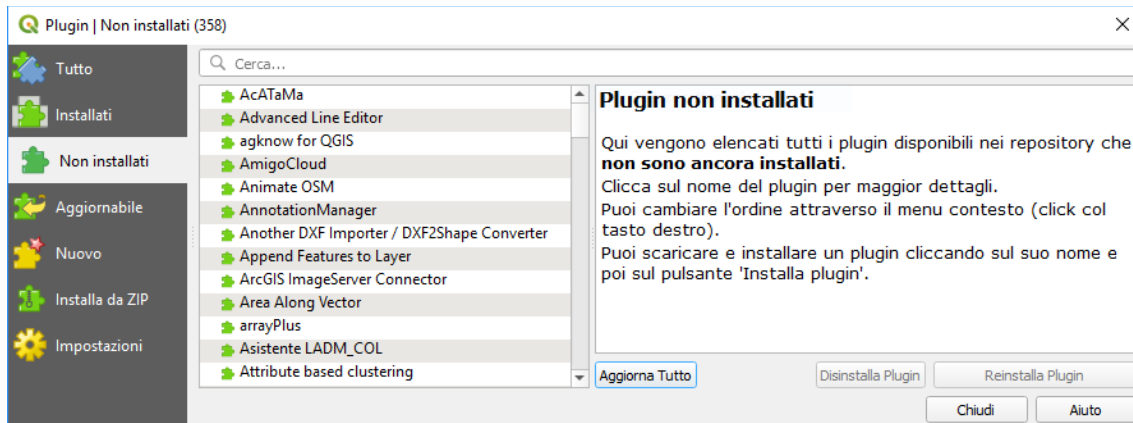 Plugin | Non installati (358)
Tutto
Installati
Non installati
Aggiornabile
Nuovo
Installa da ZIP
Impostazioni
Cerca...
AcATaMa
Advanced Line Editor
agknow for QGIS
AmigoCloud
Animate OSM
AnnotationManager
Another DXF Importer / DXF2Shape Converter
Append Features to Layer
ArcGIS ImageServer Connector
Area Along Vector
arrayPlus
Asistente LADM_COL
Attribute based clustering
Plugin non installati
Qui vengono elencati tutti i plugin disponibili nei repository che
non sono ancora installati.
Clicca sul nome del plugin per maggior dettagli.
Puoi cambiare l'ordine attraverso il menu contesto (click col
tasto destro).
Puoi scaricare e installare un plugin cliccando sul suo nome e
poi sul pulsante 'Installa plugin'.
Aggiorna Tutto
Disinstalla Plugin
Reinstalla Plugin
Chiudi
Aiuto